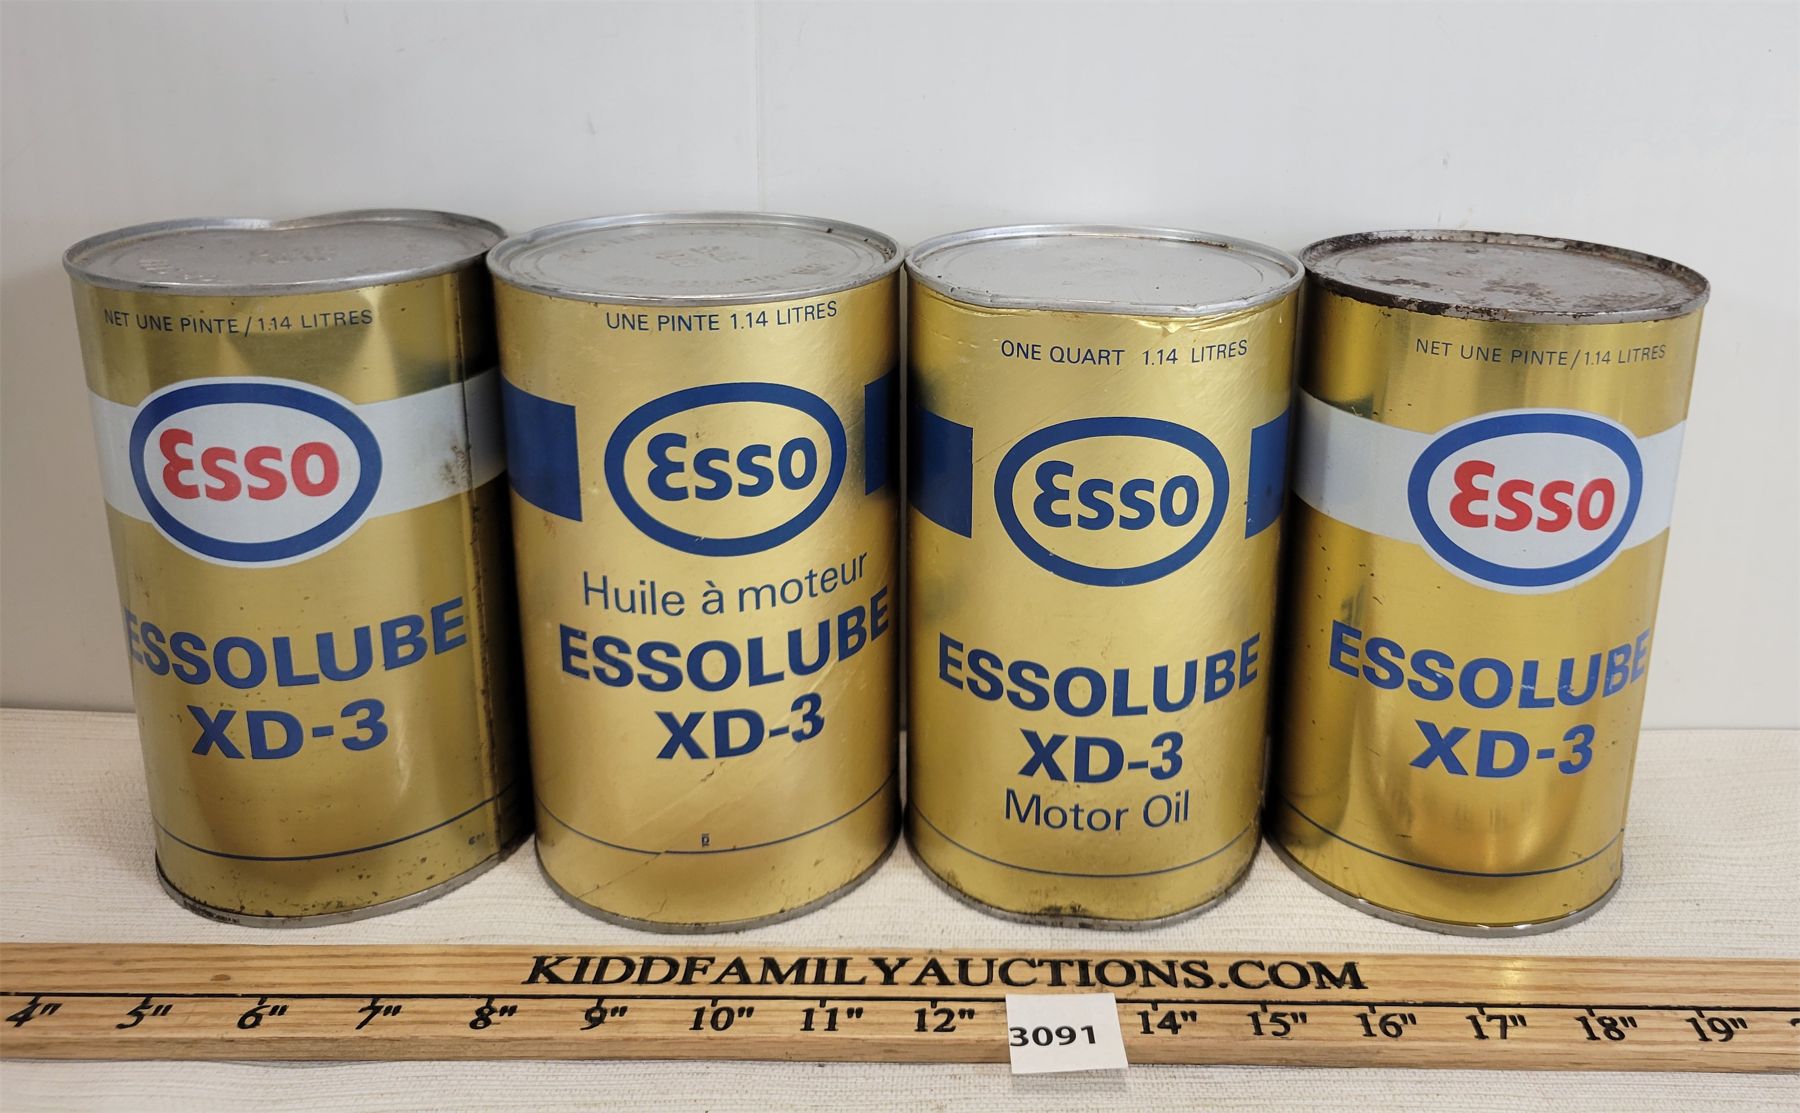 NET UNE PINTE/1.14 LITRES
Esso
ESSOLUBE
XD-3
UNE PINTE 1.14 LITRES
Esso
Huile à moteur
ESSOLUBE
XD-3
ONE QUART 1.14 LITRES
Esso
ESSOLUBE
XD-3
Motor Oil
NET UNE PINTE/1.14 LITRES
Esso
ESSOLUBE
XD-3
KIDDFAMILYAUCTIONS.COM
4" 5" 6" 7" 8" 9" 10" 11" 12" 14" 15" 16" 17" 18" 19"
3091